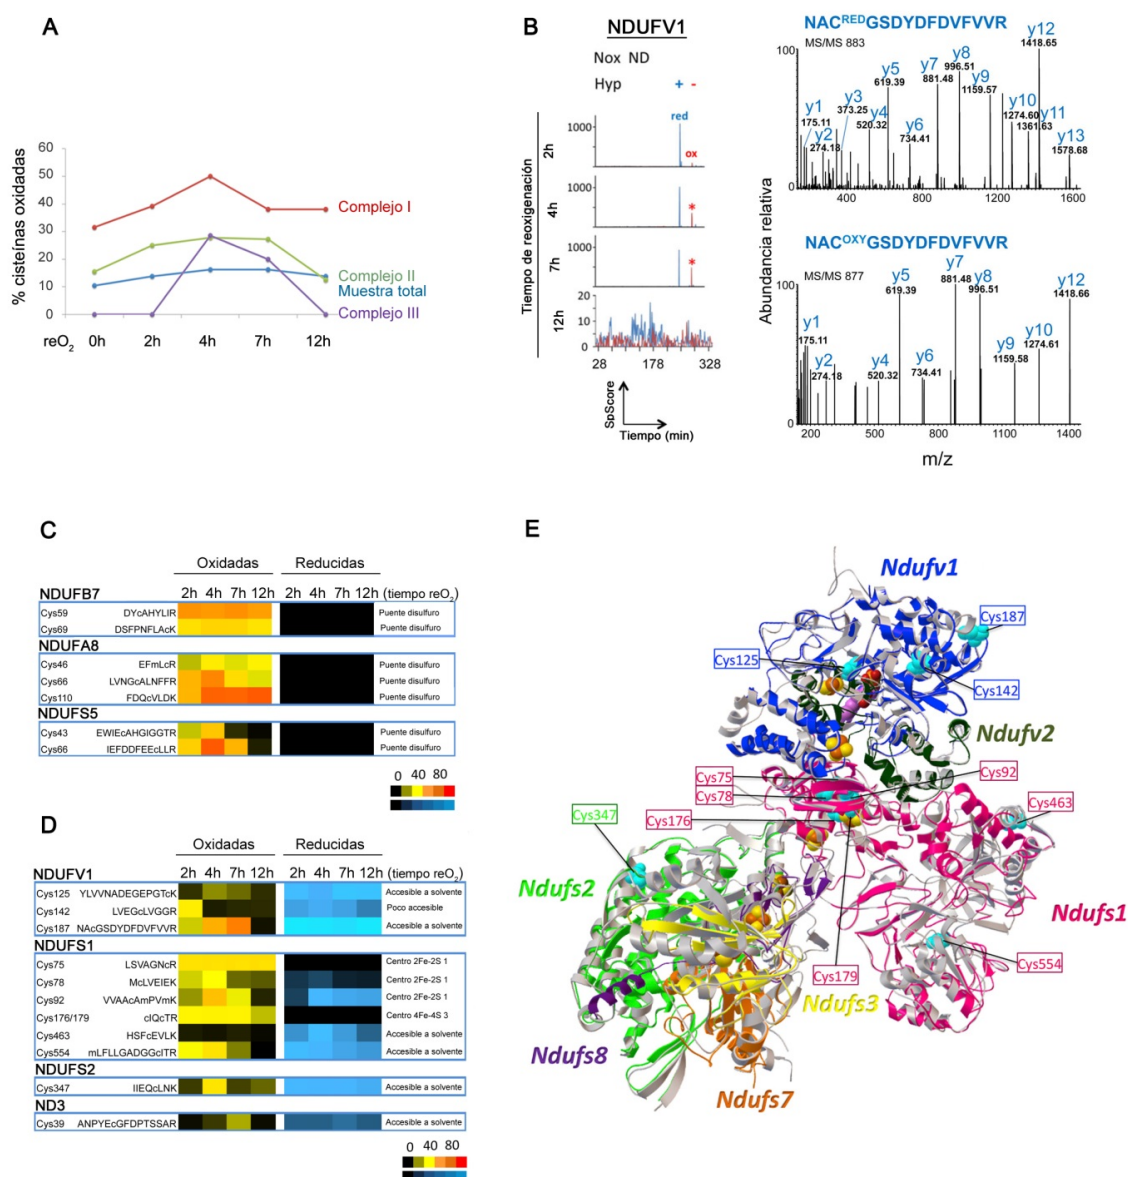 A
60
50
40
30
20
10
0
% cisteínas oxidadas
reO2 0h 2h 4h 7h 12h
Complejo I
Complejo II
Muestra total
Complejo III
B
NDUFV1
Nox ND
Hyp + -
red
ox
1000
2h
1000
4h
*
1000
7h
*
20
15
10
5
0
12h
28 178 328
Tiempo de reoxigenación
SpScore
Tiempo (min)
NACREDGSDYDFDVFVVR
MS/MS 883
100
0
y1
175.11
y2
274.18
y3
373.25
y4
520.32
y5
619.39
y6
734.41
y7
881.48
y8
996.51
y9
1159.57
y10
1274.60
y11
1361.63
y12
1418.65
y13
1578.68
200 400 600 800 1000 1200 1400 1600
Abundancia relativa
NACOXYGSDYDFDVFVVR
MS/MS 877
100
0
y1
175.11
y2
274.18
y4
520.32
y5
619.39
y6
734.41
y7
881.48
y8
996.51
y9
1159.58
y10
1274.61
y12
1418.66
200 500 800 1100 1400
m/z
C
Oxidadas Reducidas
NDUFB7 2h 4h 7h 12h 2h 4h 7h 12h (tiempo reO2)
Cys59 DYcAHYLIR Puente disulfuro
Cys69 DSFPNFLAcK Puente disulfuro
NDUFA8
Cys46 EFmLcR Puente disulfuro
Cys66 LVNGcALNFFR Puente disulfuro
Cys110 FDQcVLDK Puente disulfuro
NDUFS5
Cys43 EWIEcAHGIGGTR Puente disulfuro
Cys66 IEFDDFEEcLLR Puente disulfuro
0 40 80
D
Oxidadas Reducidas
NDUFV1 2h 4h 7h 12h 2h 4h 7h 12h (tiempo reO2)
Cys125 YLVVNADEGEPGTcK Accesible a solvente
Cys142 LVEGcLVGGR Poco accesible
Cys187 NAcGSDYDFDVFVVR Accesible a solvente
NDUFS1
Cys75 LSVAGNcR Centro 2Fe-2S 1
Cys78 McLVEIEK Centro 2Fe-2S 1
Cys92 VVAAcAmPVmK Centro 2Fe-2S 1
Cys176/179 cIQcTR Centro 4Fe-4S 3
Cys463 HSFcEVLK Accesible a solvente
Cys554 mLFLLGADGGcITR Accesible a solvente
NDUFS2
Cys347 IIEQcLNK Accesible a solvente
ND3
Cys39 ANPYEcGFDPTSSAR Accesible a solvente
0 40 80
E
Ndufv1
Cys187
Cys125
Cys142
Ndufv2
Cys75
Cys92
Cys78
Cys463
Cys347
Cys176
Ndufs2
Ndufs1
Cys554
Cys179
Ndufs3
Ndufs8
Ndufs7